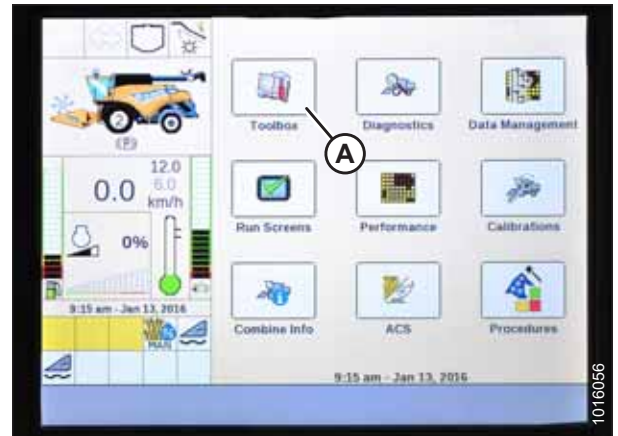 Toolbox
Diagnostics
Data Management
A
2
(P)
12.0
6.0
0.0
km/h
Run Screens
Performance
Calibrations
0%
9:15 am - Jan 13, 2016
MAN
Combine Info
ACS
Procedures
9:15 am - Jan 13, 2016
1016056